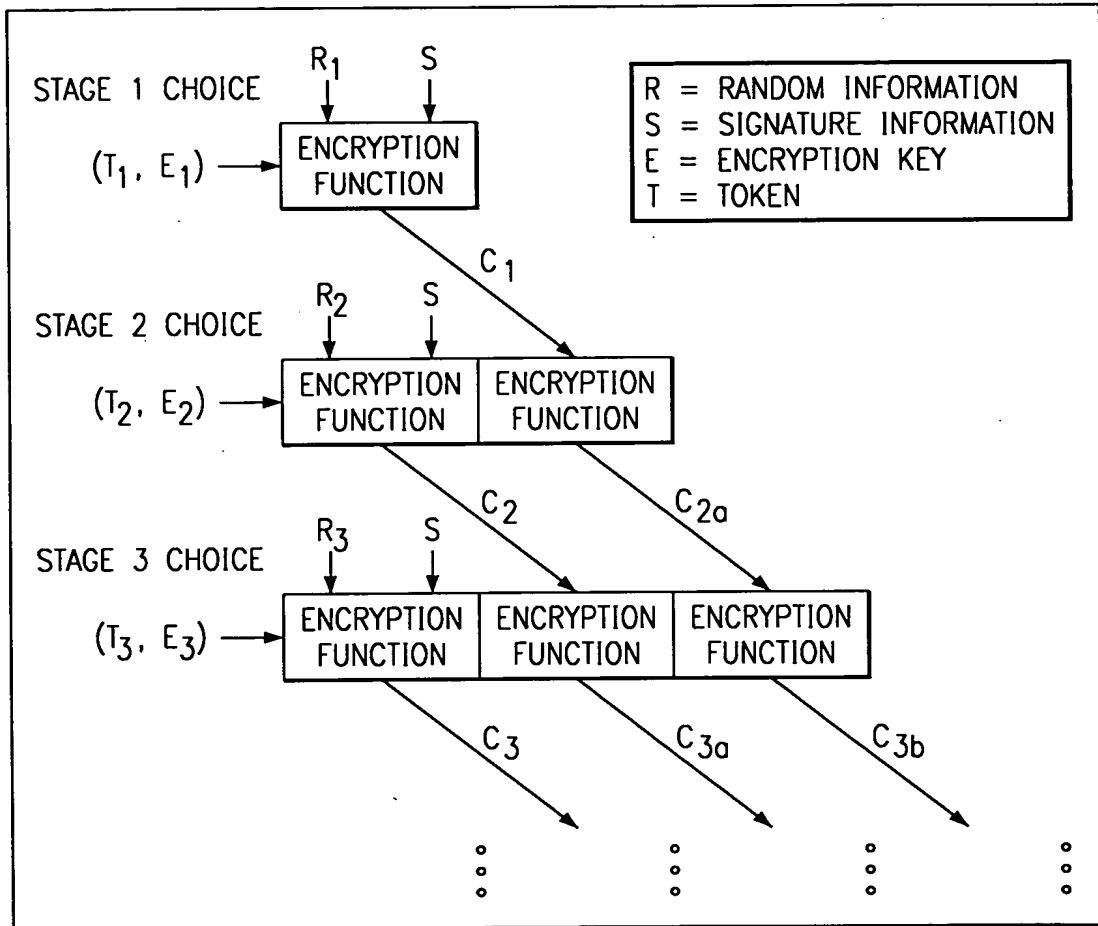 R1 S
STAGE 1 CHOICE
(T1, E1)
ENCRYPTION
FUNCTION
R = RANDOM INFORMATION
S = SIGNATURE INFORMATION
E = ENCRYPTION KEY
T = TOKEN
C1
R2 S
STAGE 2 CHOICE
(T2, E2)
ENCRYPTION
FUNCTION
ENCRYPTION
FUNCTION
C2
C2a
R3 S
STAGE 3 CHOICE
(T3, E3)
ENCRYPTION
FUNCTION
ENCRYPTION
FUNCTION
ENCRYPTION
FUNCTION
C3
C3a
C3b